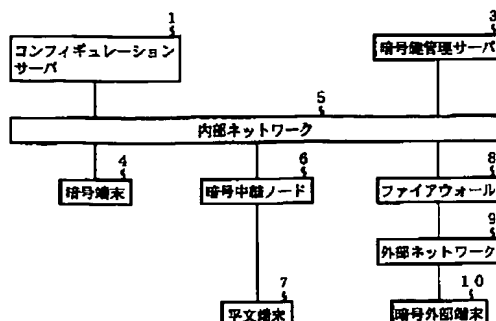 1
コンフィギュレーション
サーバ
3
暗号鍵管理サーバ
5
内部ネットワーク
4
暗号端末
6
暗号中継ノード
8
ファイアウォール
9
外部ネットワーク
7
平文端末
10
暗号外部端末